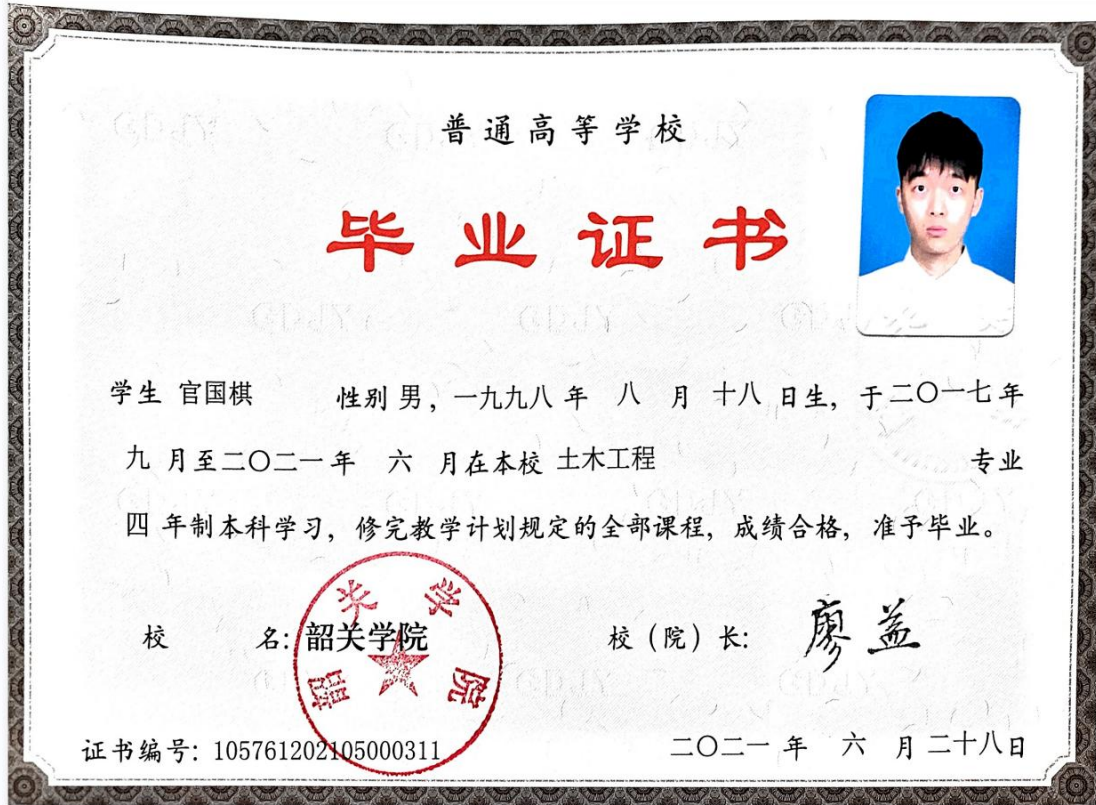 普通高等学校
毕业证书
学生 官国棋 性别 男，一九九八 年 八 月 十八 日生，于二〇一七年
九 月至二〇二一年 六 月在本校 土木工程 专业
四 年制本科学习，修完教学计划规定的全部课程，成绩合格，准予毕业。
校 名：韶关学院 校（院）长：廖益
韶关学院
证书编号：105761202105000311 二〇二一 年 六 月二十八日